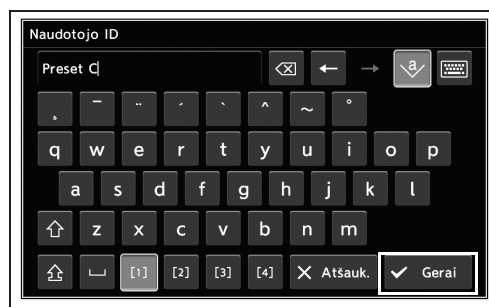 Naudotojo ID
Preset C
a
¸ ¯ ¨ ´ ` ^ ~ °
q w e r t y u i o p
a s d f g h j k l
z x c v b n m
[1] [2] [3] [4] Atšauk. Gerai